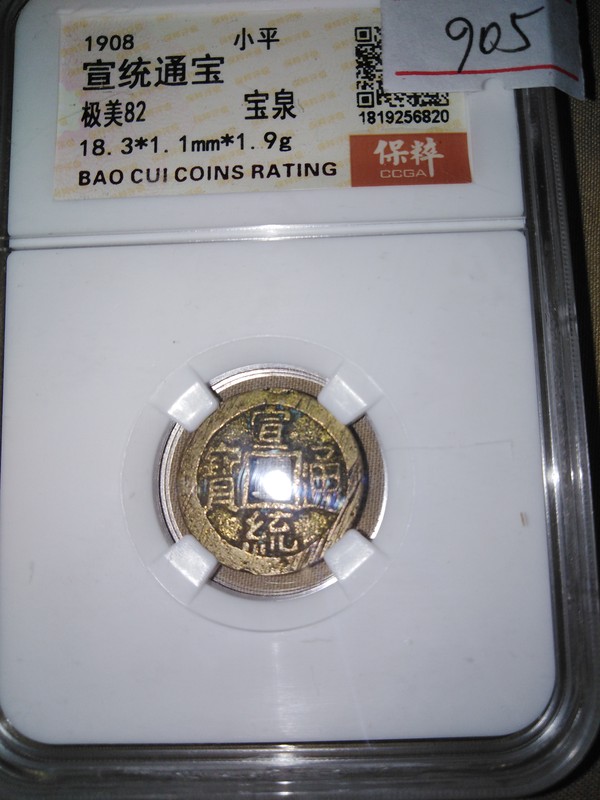 1908 小平
905
宣统通宝
极美82 宝泉
1819256820
18.3*1.1mm*1.9g
保粹
CCGA
BAO CUI COINS RATING
宣
寶 通
統